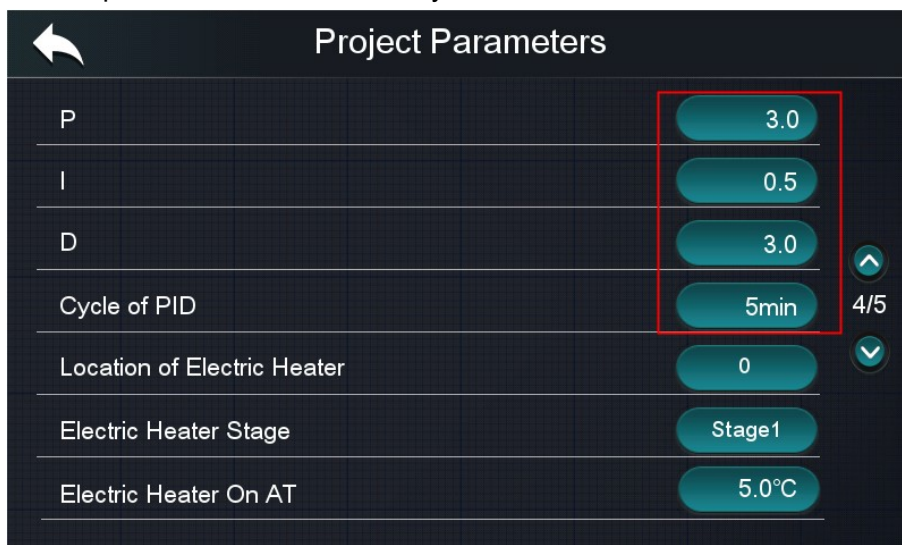 Project Parameters
P 3.0
I 0.5
D 3.0
Cycle of PID 5min
4/5
Location of Electric Heater 0
Electric Heater Stage Stage1
Electric Heater On AT 5.0℃